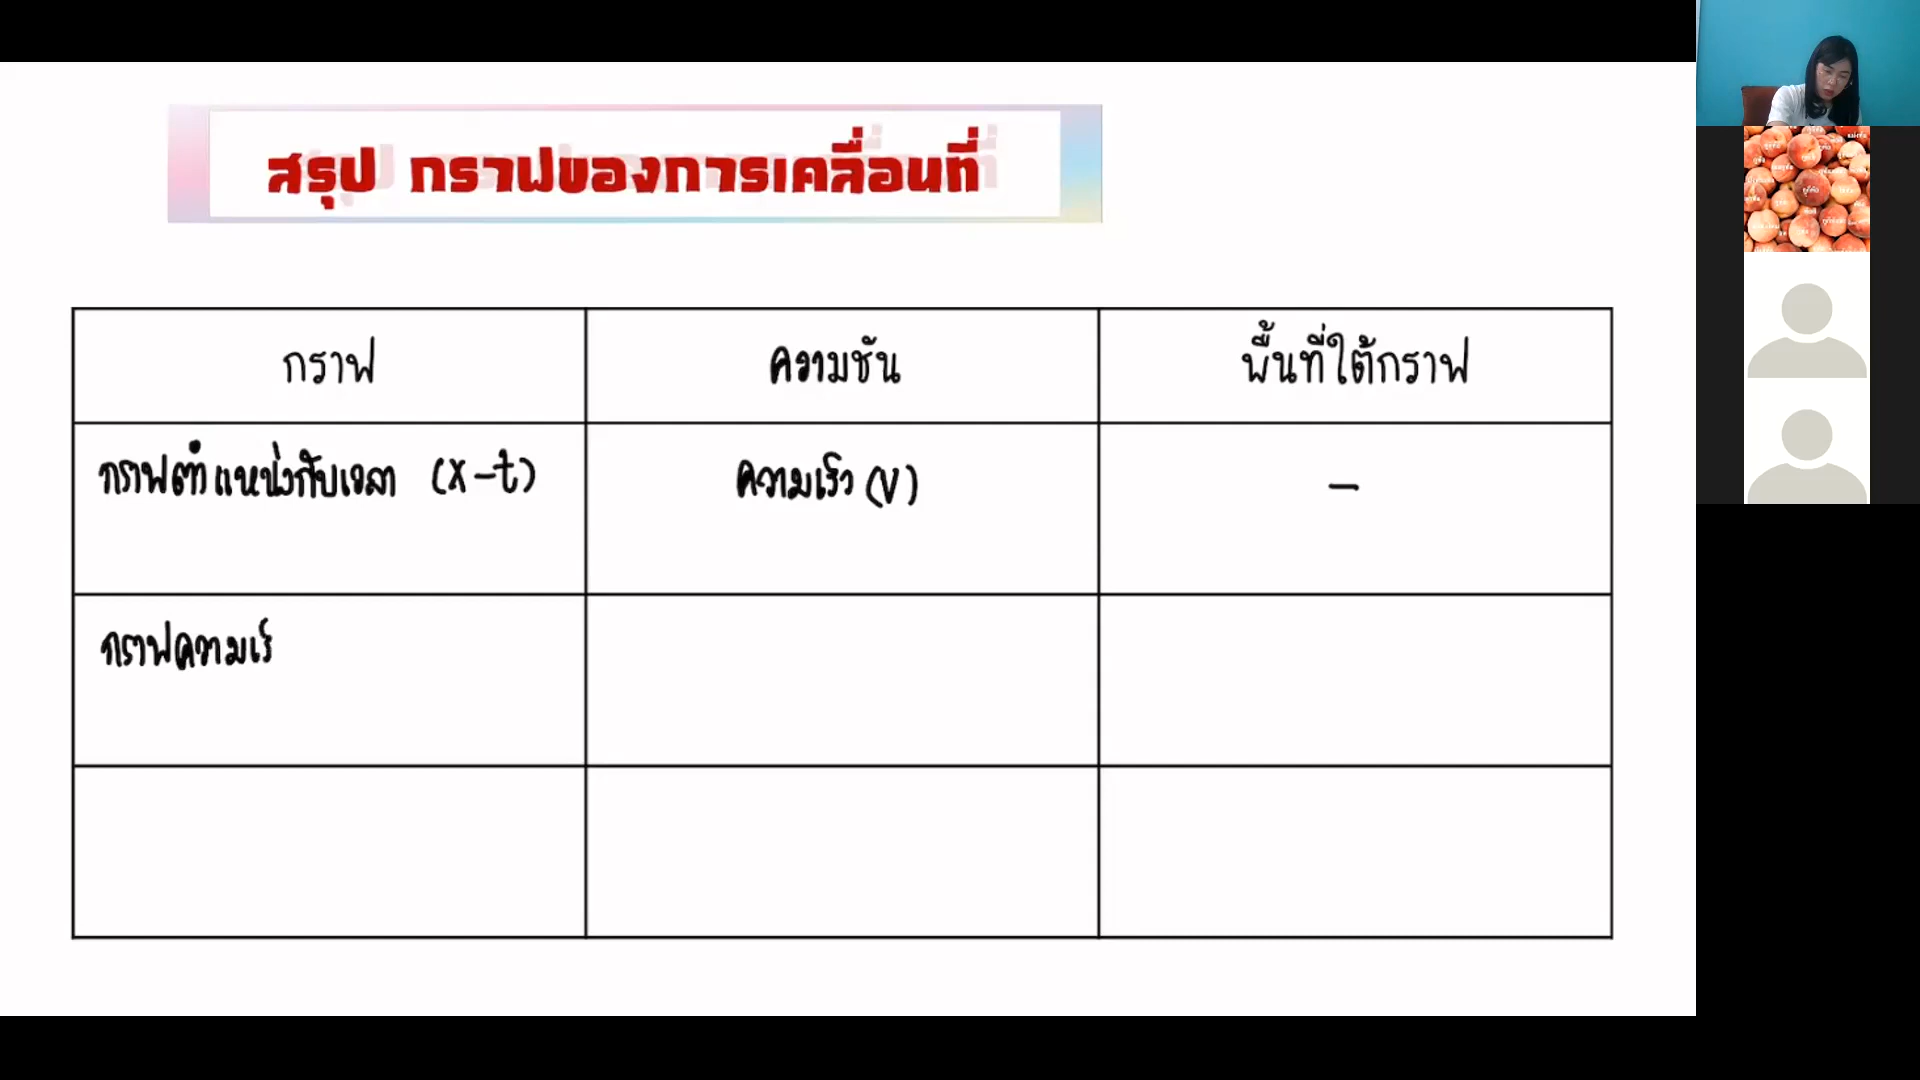 สรุป กราฟของการเคลื่อนที่
กราฟ ความชัน พื้นที่ใต้กราฟ
กราฟตำแหน่งกับเวลา (x-t) ความเร็ว (v) -
กราฟความเร็